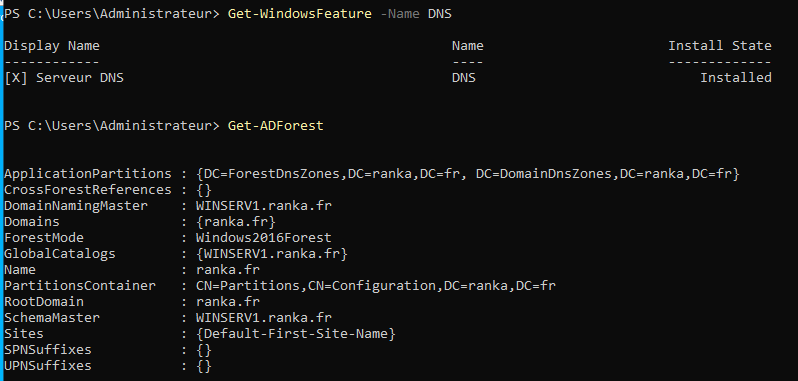 PS C:\Users\Administrateur> Get-WindowsFeature -Name DNS
Display Name Name Install State
------------ ---- -------------
[X] Serveur DNS DNS Installed
PS C:\Users\Administrateur> Get-ADForest
ApplicationPartitions : {DC=ForestDnsZones,DC=ranka,DC=fr, DC=DomainDnsZones,DC=ranka,DC=fr}
CrossForestReferences : {}
DomainNamingMaster : WINSERV1.ranka.fr
Domains : {ranka.fr}
ForestMode : Windows2016Forest
GlobalCatalogs : {WINSERV1.ranka.fr}
Name : ranka.fr
PartitionsContainer : CN=Partitions,CN=Configuration,DC=ranka,DC=fr
RootDomain : ranka.fr
SchemaMaster : WINSERV1.ranka.fr
Sites : {Default-First-Site-Name}
SPNSuffixes : {}
UPNSuffixes : {}